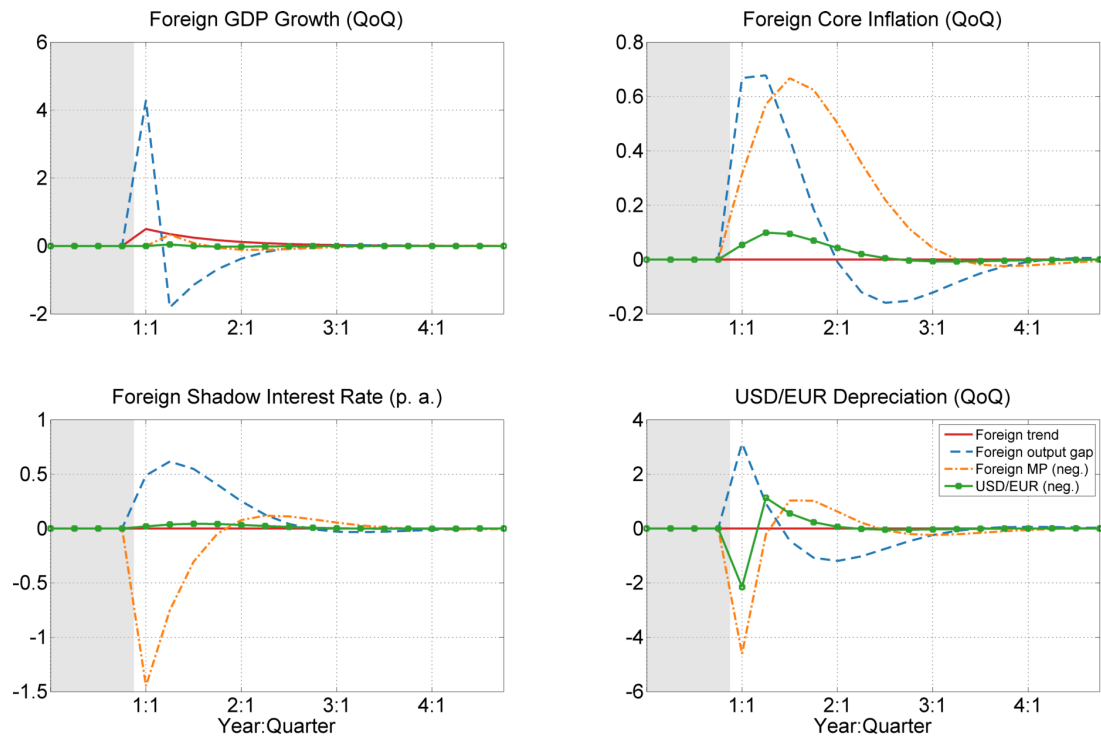 Foreign GDP Growth (QoQ)
6
4
2
0
-2
1:1 2:1 3:1 4:1
Foreign Core Inflation (QoQ)
0.8
0.6
0.4
0.2
0
-0.2
1:1 2:1 3:1 4:1
Foreign Shadow Interest Rate (p. a.)
1
0.5
0
-0.5
-1
-1.5
1:1 2:1 3:1 4:1
Year:Quarter
USD/EUR Depreciation (QoQ)
4
2
0
-2
-4
-6
Foreign trend
Foreign output gap
Foreign MP (neg.)
USD/EUR (neg.)
1:1 2:1 3:1 4:1
Year:Quarter